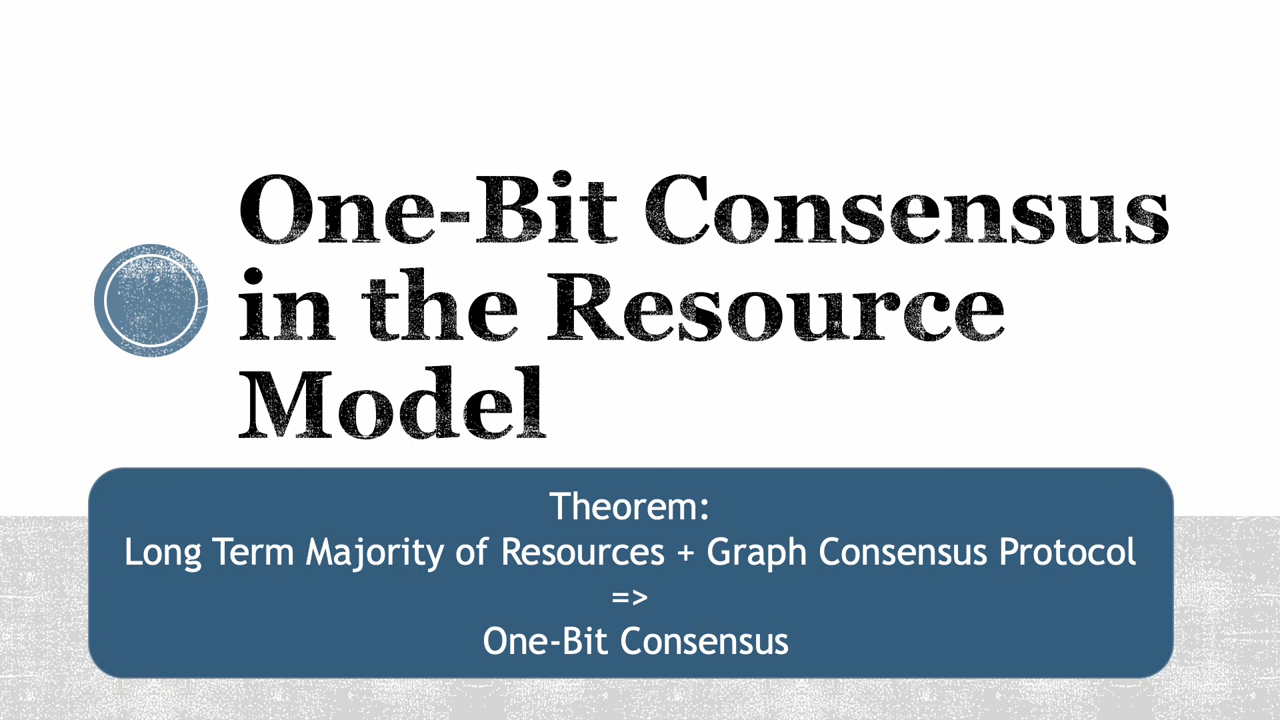 One-Bit Consensus
in the Resource
Model
Theorem:
Long Term Majority of Resources + Graph Consensus Protocol
=>
One-Bit Consensus